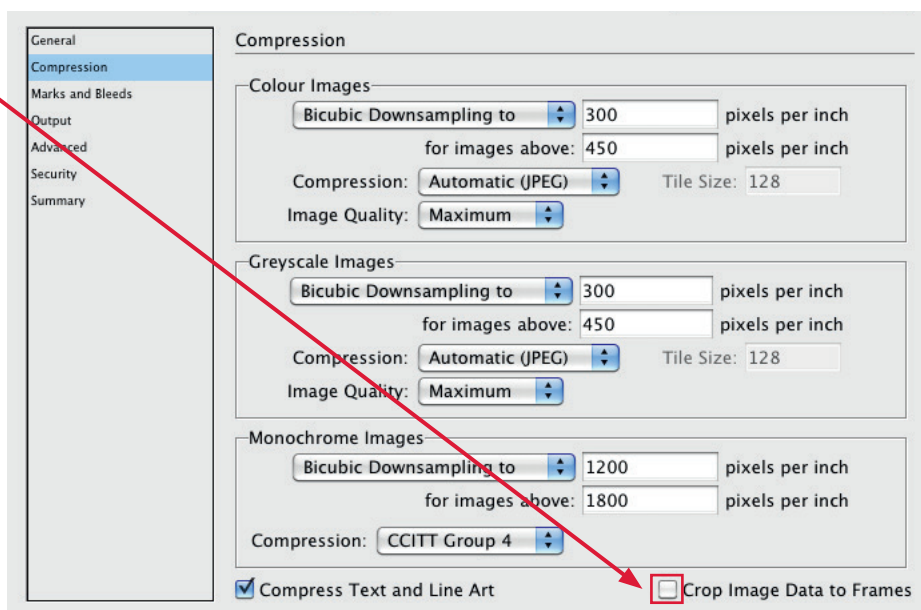 General
Compression
Marks and Bleeds
Output
Advanced
Security
Summary
Compression
Colour Images
Bicubic Downsampling to 300 pixels per inch
for images above: 450 pixels per inch
Compression: Automatic (JPEG) Tile Size: 128
Image Quality: Maximum
Greyscale Images
Bicubic Downsampling to 300 pixels per inch
for images above: 450 pixels per inch
Compression: Automatic (JPEG) Tile Size: 128
Image Quality: Maximum
Monochrome Images
Bicubic Downsampling to 1200 pixels per inch
for images above: 1800 pixels per inch
Compression: CCITT Group 4
Compress Text and Line Art Crop Image Data to Frames